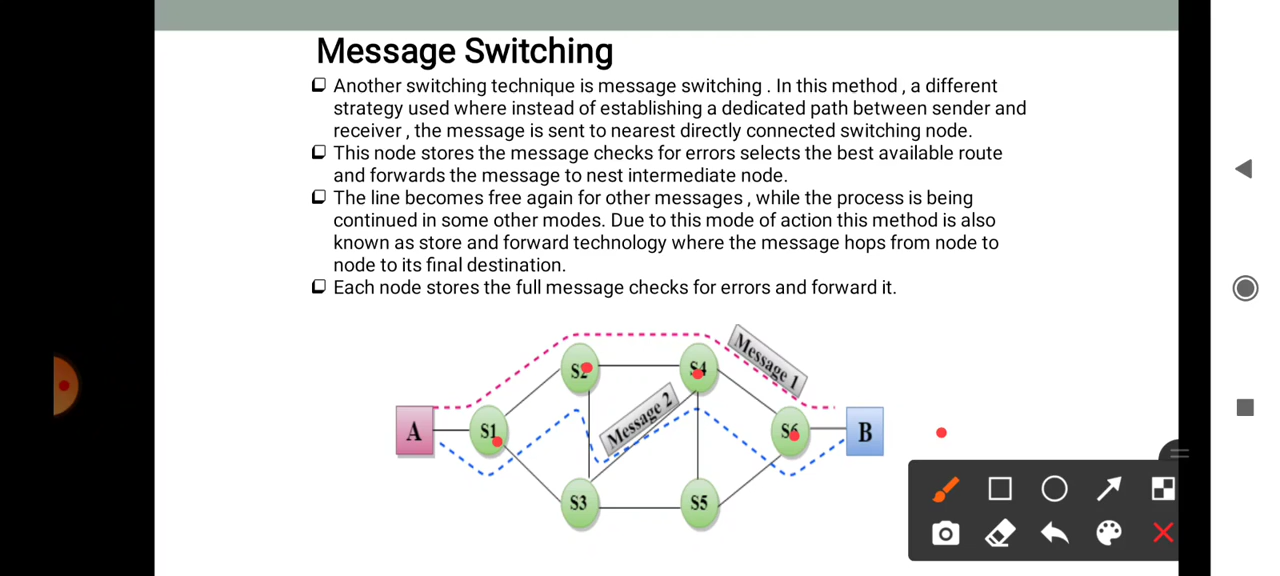 Message Switching
Another switching technique is message switching . In this method , a different
strategy used where instead of establishing a dedicated path between sender and
receiver , the message is sent to nearest directly connected switching node.
This node stores the message checks for errors selects the best available route
and forwards the message to nest intermediate node.
The line becomes free again for other messages , while the process is being
continued in some other modes. Due to this mode of action this method is also
known as store and forward technology where the message hops from node to
node to its final destination.
Each node stores the full message checks for errors and forward it.
Message 1
S2
S4
Message 2
A
S1
S6
B
S3
S5